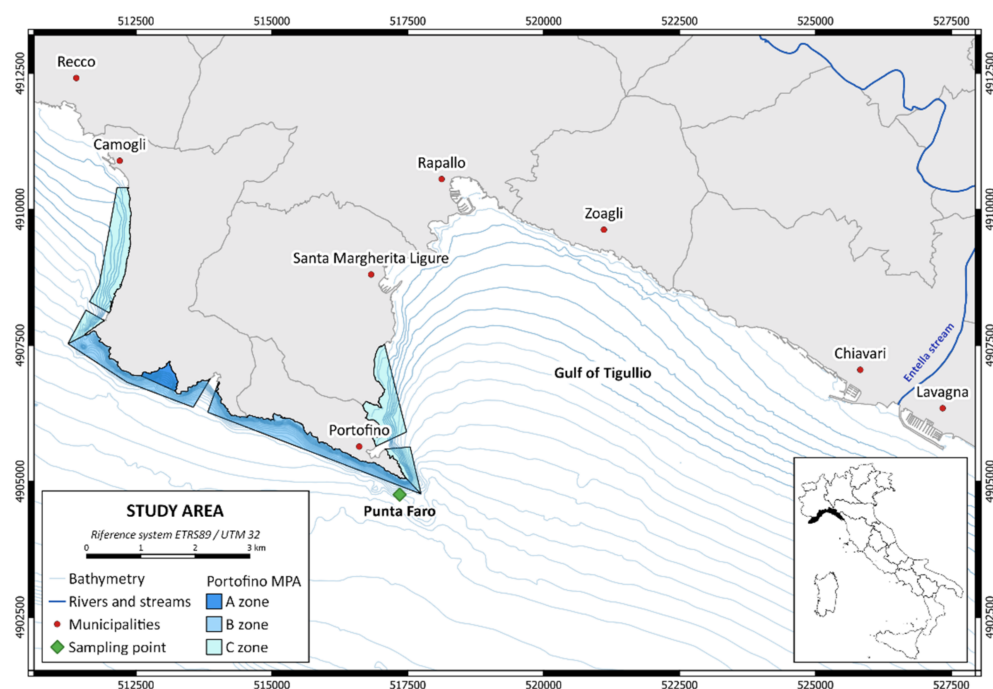 512500 515000 517500 520000 522500 525000 527500
4912500
4912500
Recco
Camogli
Rapallo
4910000
4910000
Zoagli
Santa Margherita Ligure
4907500
4907500
Chiavari
Gulf of Tigullio
Entella stream
Lavagna
Portofino
4905000
4905000
Punta Faro
STUDY AREA
Riference system ETRS89 / UTM 32
0 1 2 3 km
Bathymetry
Rivers and streams
Municipalities
Sampling point
Portofino MPA
A zone
B zone
C zone
4902500
4902500
512500 515000 517500 520000 522500 525000 527500